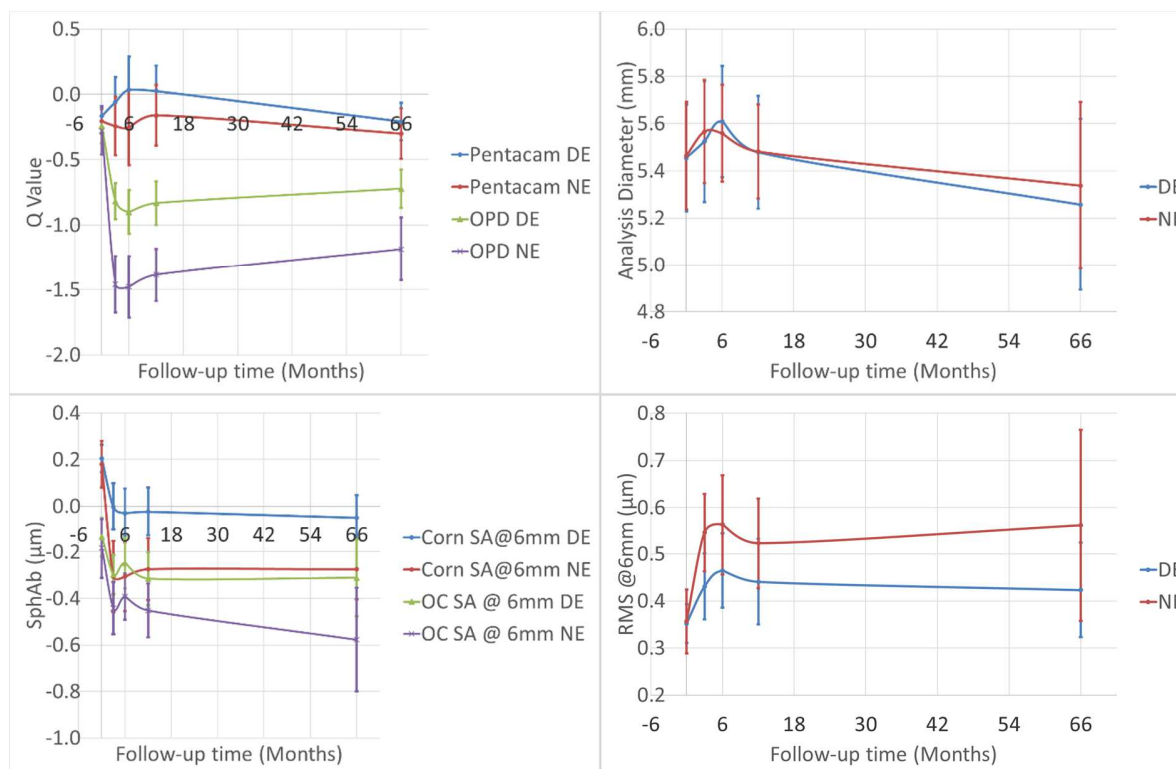 0.5
0.0
-0.5
-1.0
-1.5
-2.0
Q Value
-6 6 18 30 42 54 66
Follow-up time (Months)
Pentacam DE
Pentacam NE
OPD DE
OPD NE
6.0
5.8
5.6
5.4
5.2
5.0
4.8
Analysis Diameter (mm)
-6 6 18 30 42 54 66
Follow-up time (Months)
DE
NE
0.4
0.2
0.0
-0.2
-0.4
-0.6
-0.8
-1.0
SphAb (μm)
-6 6 18 30 42 54 66
Follow-up time (Months)
Corn SA@6mm DE
Corn SA@6mm NE
OC SA @ 6mm DE
OC SA @ 6mm NE
0.8
0.7
0.6
0.5
0.4
0.3
0.2
RMS @6mm (μm)
-6 6 18 30 42 54 66
Follow-up time (Months)
DE
NE